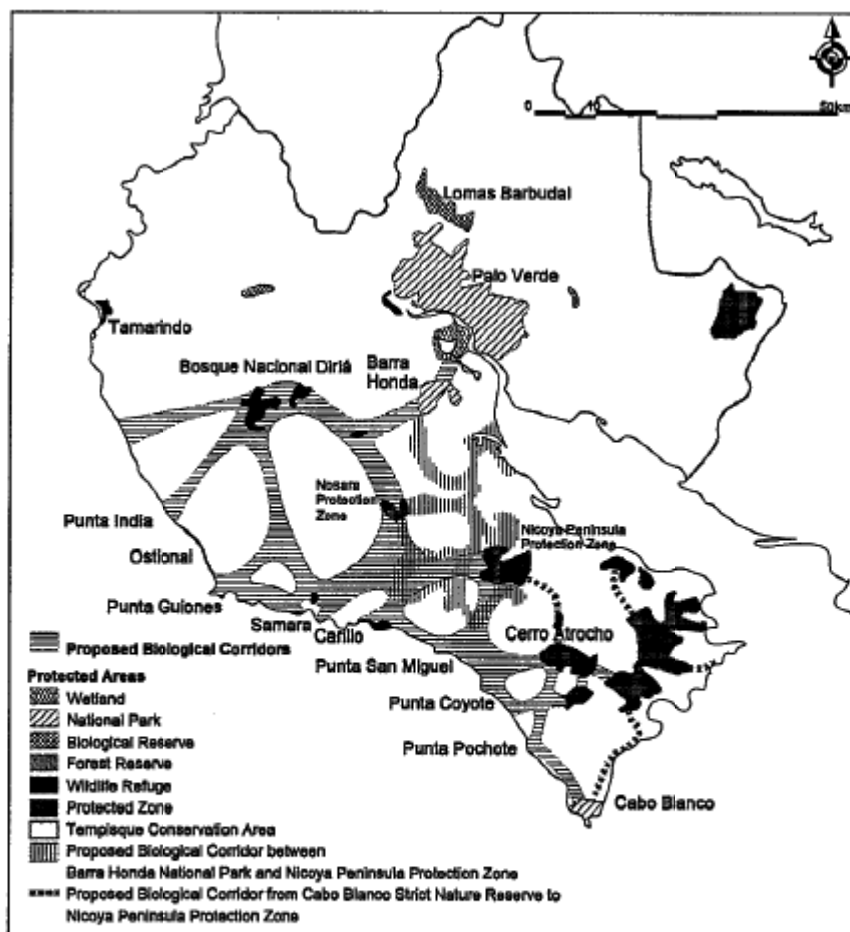 0 10 50km
Lomas Barbudal
Palo Verde
Tamarindo
Bosque Nacional Diriá
Barra
Honda
Nosara
Protection
Zone
Punta India
Nicoya Peninsula
Protection Zone
Ostional
Punta Guiones
Samara
Carillo
Cerro Atrocho
Proposed Biological Corridors
Punta San Miguel
Protected Areas
Wetland
Punta Coyote
National Park
Biological Reserve
Punta Pochote
Forest Reserve
Wildlife Refuge
Protected Zone
Cabo Blanco
Tempisque Conservation Area
Proposed Biological Corridor between
Barra Honda National Park and Nicoya Peninsula Protection Zone
Proposed Biological Corridor from Cabo Blanco Strict Nature Reserve to
Nicoya Peninsula Protection Zone